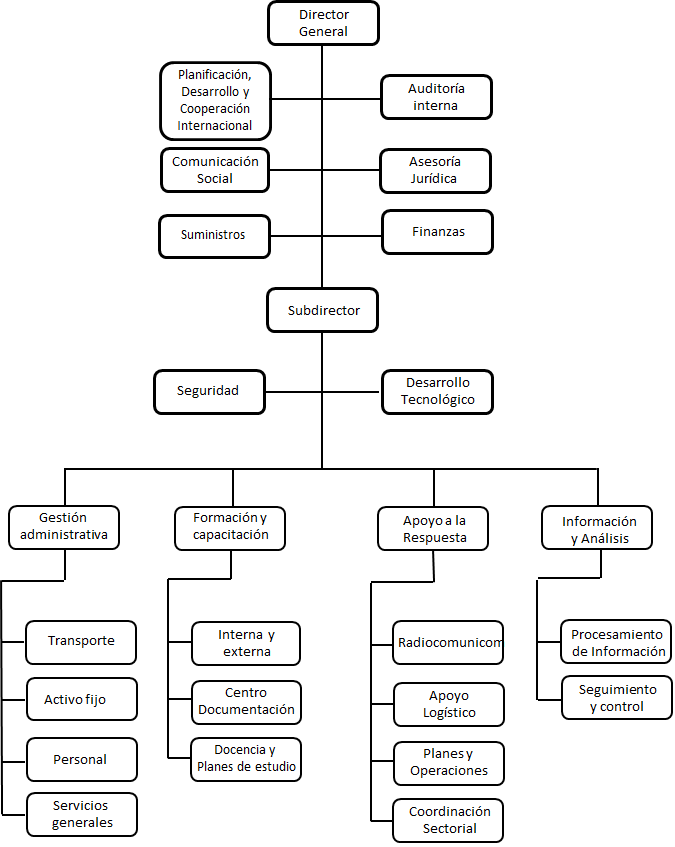 Director
General
Planificación,
Desarrollo y
Cooperación
Internacional
Auditoría
interna
Comunicación
Social
Asesoría
Jurídica
Suministros
Finanzas
Subdirector
Seguridad
Desarrollo
Tecnológico
Gestión
administrativa
Formación y
capacitación
Apoyo a la
Respuesta
Información
y Análisis
Transporte
Activo fijo
Personal
Servicios
generales
Interna y
externa
Centro
Documentación
Docencia y
Planes de estudio
Radiocomunicom
Apoyo
Logístico
Planes y
Operaciones
Coordinación
Sectorial
Procesamiento
de Información
Seguimiento
y control